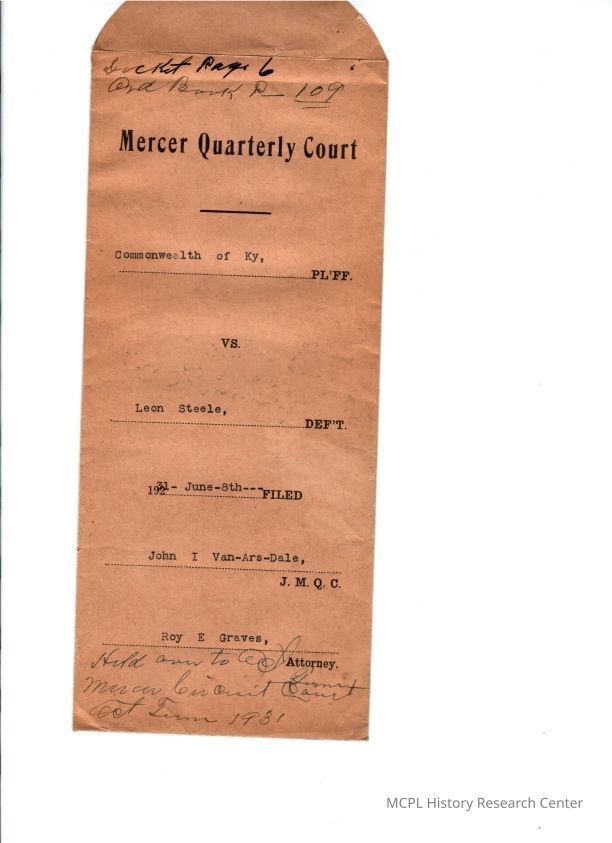 Docket Page 6
Ord Book P- 109
Mercer Quarterly Court
Commonwealth of Ky,
PL'FF.
VS.
Leon Steele,
DEF'T.
19231- June-8th---FILED
John I Van-Ars-Dale,
J. M. Q. C.
Roy E Graves,
Attorney.
Held over to
Mercer Circuit Court
Oct Term 1931
MCPL History Research Center